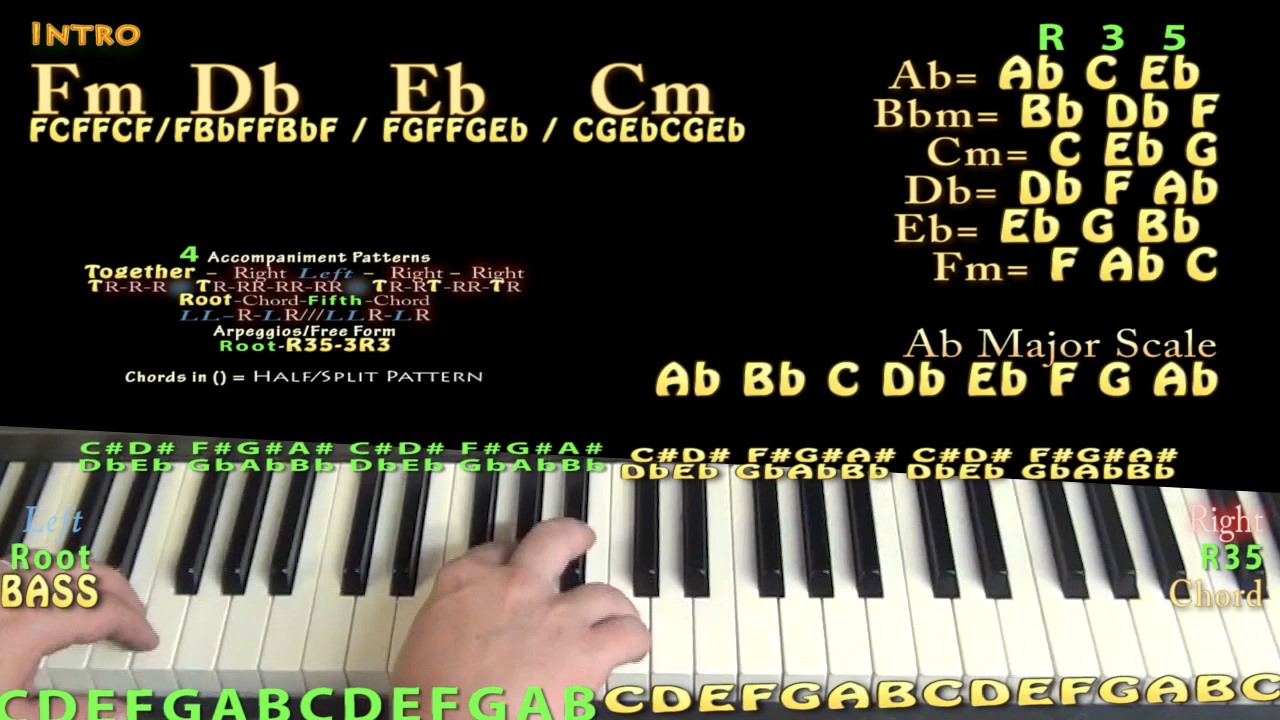 Intro
Fm Db Eb Cm
FCFFCF/FBbFFBbF / FGFFGEb / CGEbCGEb
R 3 5
Ab= Ab C Eb
Bbm= Bb Db F
Cm= C Eb G
Db= Db F Ab
Eb= Eb G Bb
Fm= F Ab C
4 Accompaniment Patterns
Together - Right Left - Right - Right
TR-R-R TR-RR-RR-RR TR-RT-RR-TR
Root-Chord-Fifth-Chord
LL-R-LR///LLR-LR
Arpeggios/Free Form
Root-R35-3R3
Chords in () = Half/Split Pattern
Ab Major Scale
Ab Bb C Db Eb F G Ab
C#D# F#G#A# C#D# F#G#A# C#D# F#G#A# C#D# F#G#A#
DbEb GbAbBb DbEb GbAbBb DbEb GbAbBb DbEb GbAbBb
Left
Root
BASS
Right
R35
Chord
CDEFGABCDEFGABCDEFGABCDEFGABC